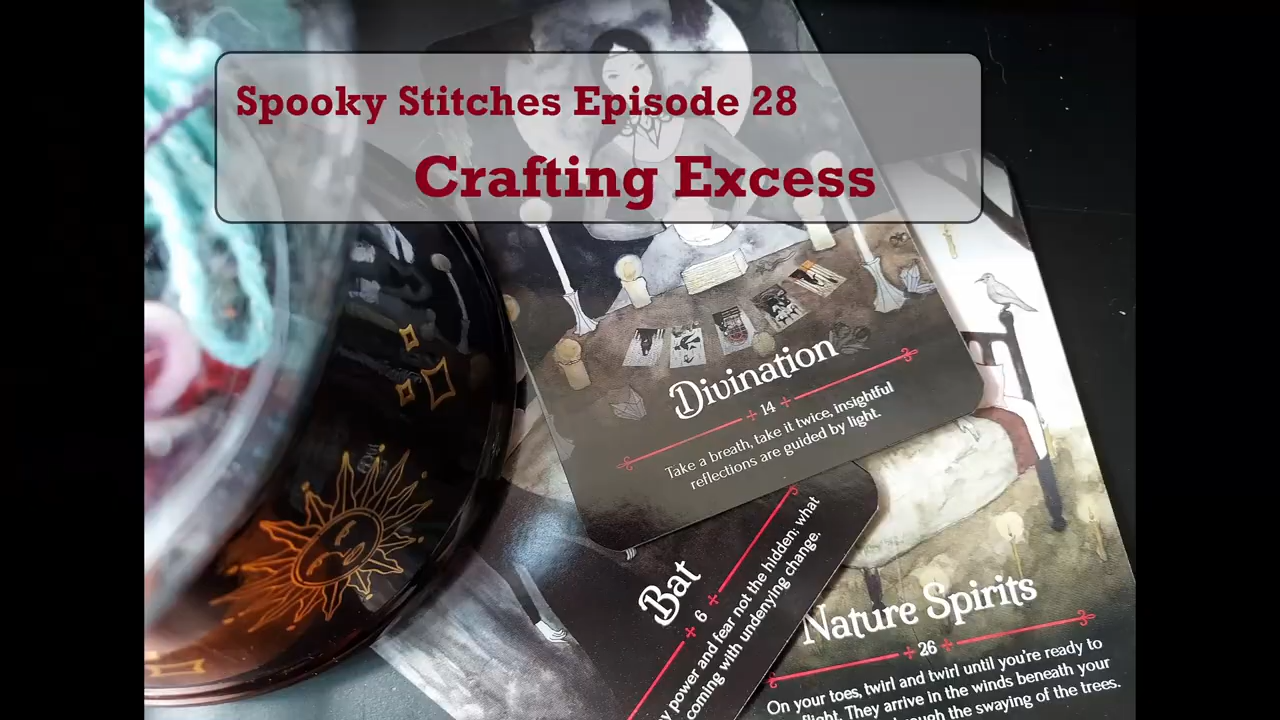 Spooky Stitches Episode 28
Crafting Excess
Divination
14
Take a breath, take it twice, insightful
reflections are guided by light.
Bat
6
power and fear not the hidden: what
coming with undenying change.
Nature Spirits
26
On your toes, twirl and twirl until you're ready to
flight. They arrive in the winds beneath your
through the swaying of the trees.